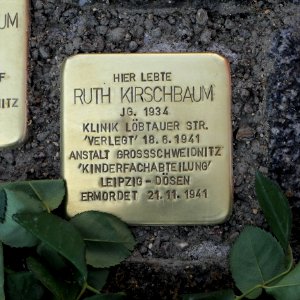 HIER LEBTE
RUTH KIRSCHBAUM
JG. 1934
KLINIK LÖBTAUER STR.
'VERLEGT' 18.6.1941
ANSTALT GROSSSCHWEIDNITZ
'KINDERFACHABTEILUNG'
LEIPZIG-DÖSEN
ERMORDET 21.11.1941